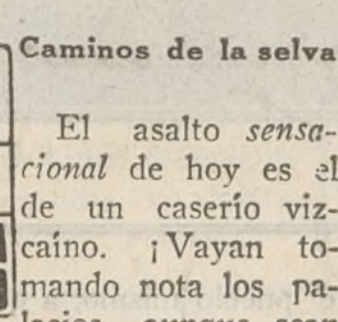 Caminos de la selva
El asalto sensa-
cional de hoy es el
de un caserío viz-
caíno. ¡Vayan to-
mando nota los pa-